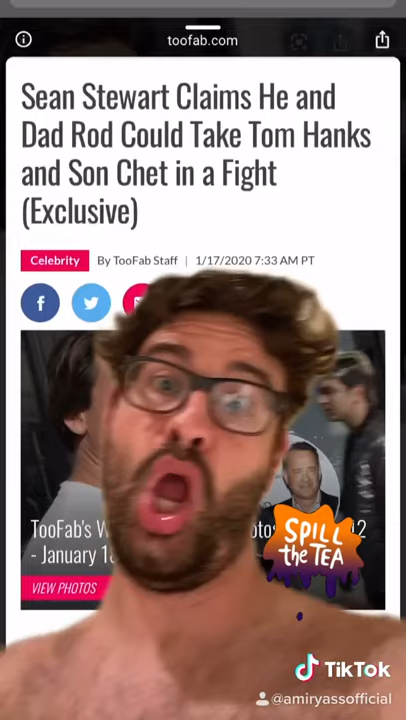 toofab.com
Sean Stewart Claims He and
Dad Rod Could Take Tom Hanks
and Son Chet in a Fight
(Exclusive)
Celebrity By TooFab Staff | 1/17/2020 7:33 AM PT
TooFab's
- January
VIEW PHOTOS
SPILL
the TEA
TikTok
@amiryassofficial